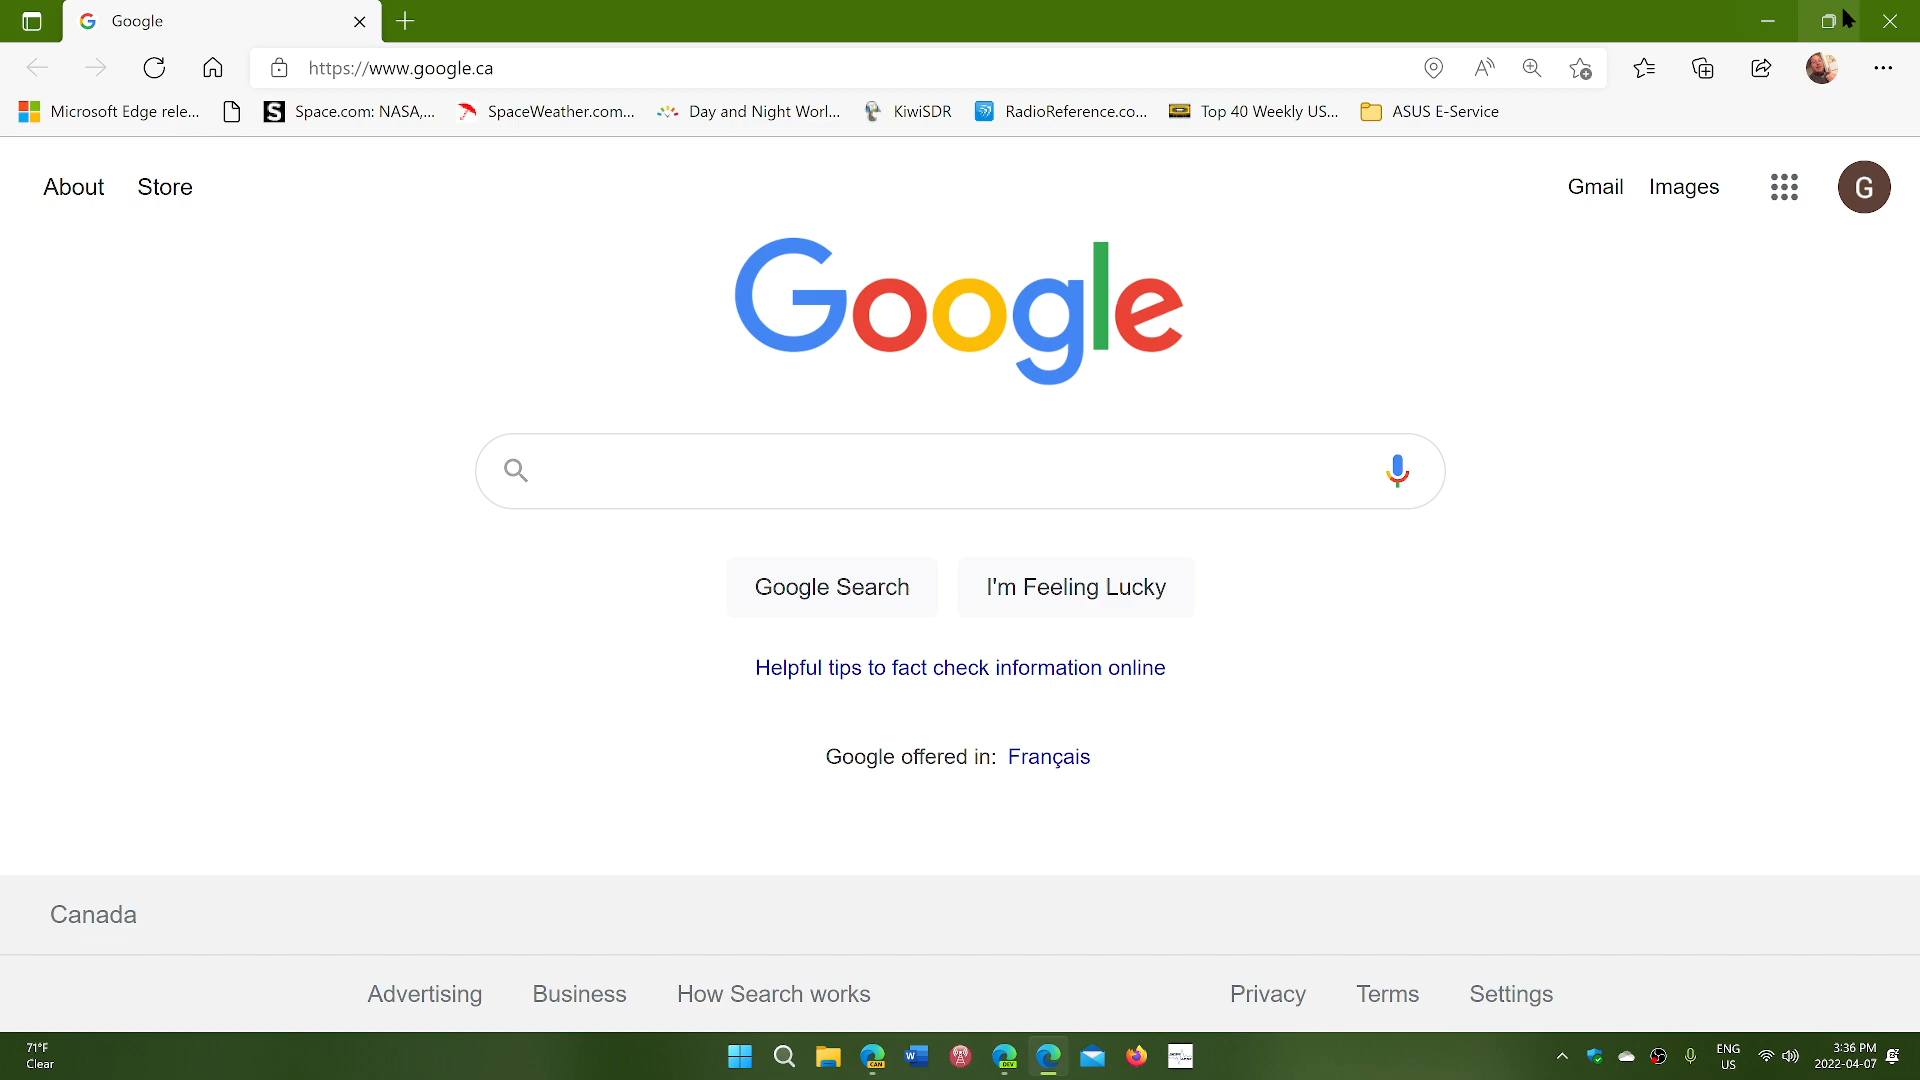 Google
https://www.google.ca
Microsoft Edge rele... Space.com: NASA,... SpaceWeather.com... Day and Night Worl... KiwiSDR RadioReference.co... Top 40 Weekly US... ASUS E-Service
About Store Gmail Images G
Google
Google Search I'm Feeling Lucky
Helpful tips to fact check information online
Google offered in: Français
Canada
Advertising Business How Search works Privacy Terms Settings
71°F
Clear
CAN
W
DEV
ENG
US
3:36 PM
2022-04-07